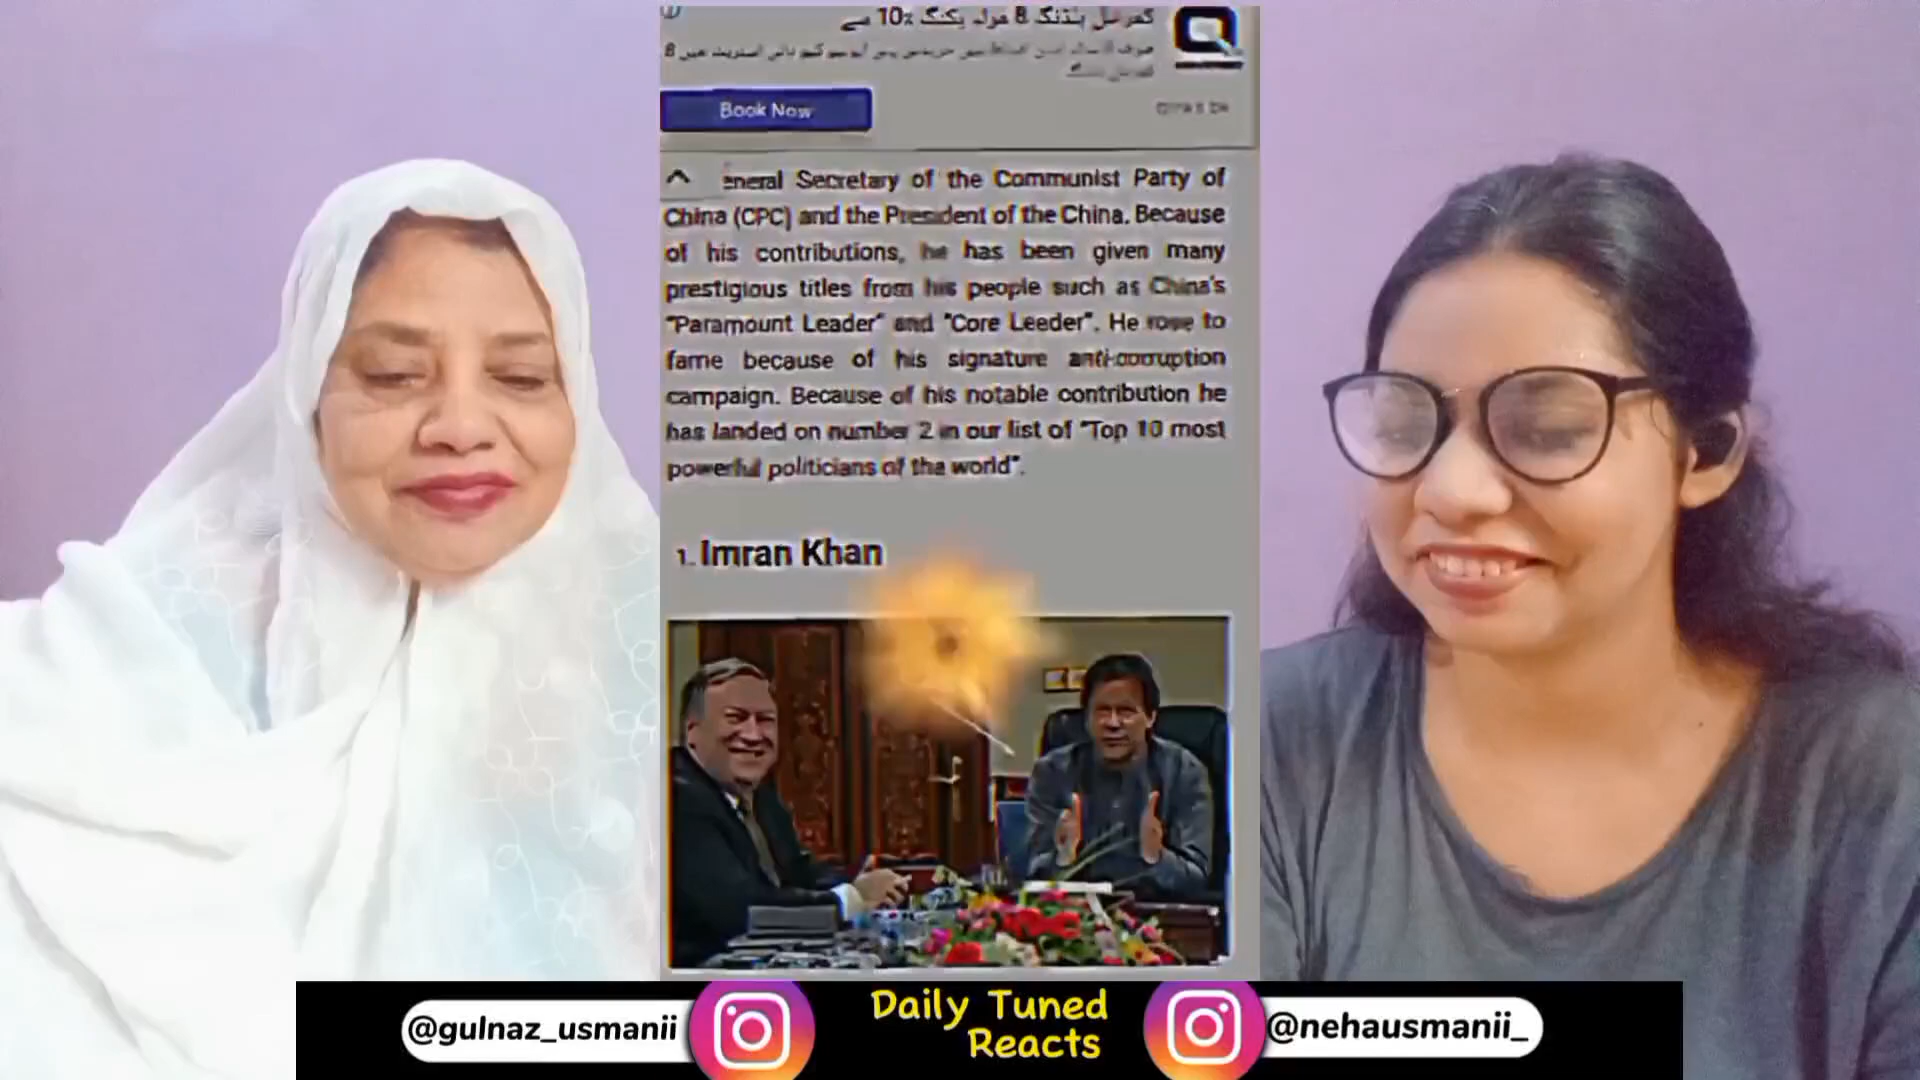 10% سے
Book Now
eneral Secretary of the Communist Party of
China (CPC) and the President of the China. Because
of his contributions, he has been given many
prestigious titles from his people such as China's
"Paramount Leader" and "Core Leeder". He rose to
fame because of his signature anti-corruption
campaign. Because of his notable contribution he
has landed on number 2 in our list of "Top 10 most
powerful politicians of the world".
1. Imran Khan
@gulnaz_usmanii
Daily Tuned
Reacts
@nehausmanii_